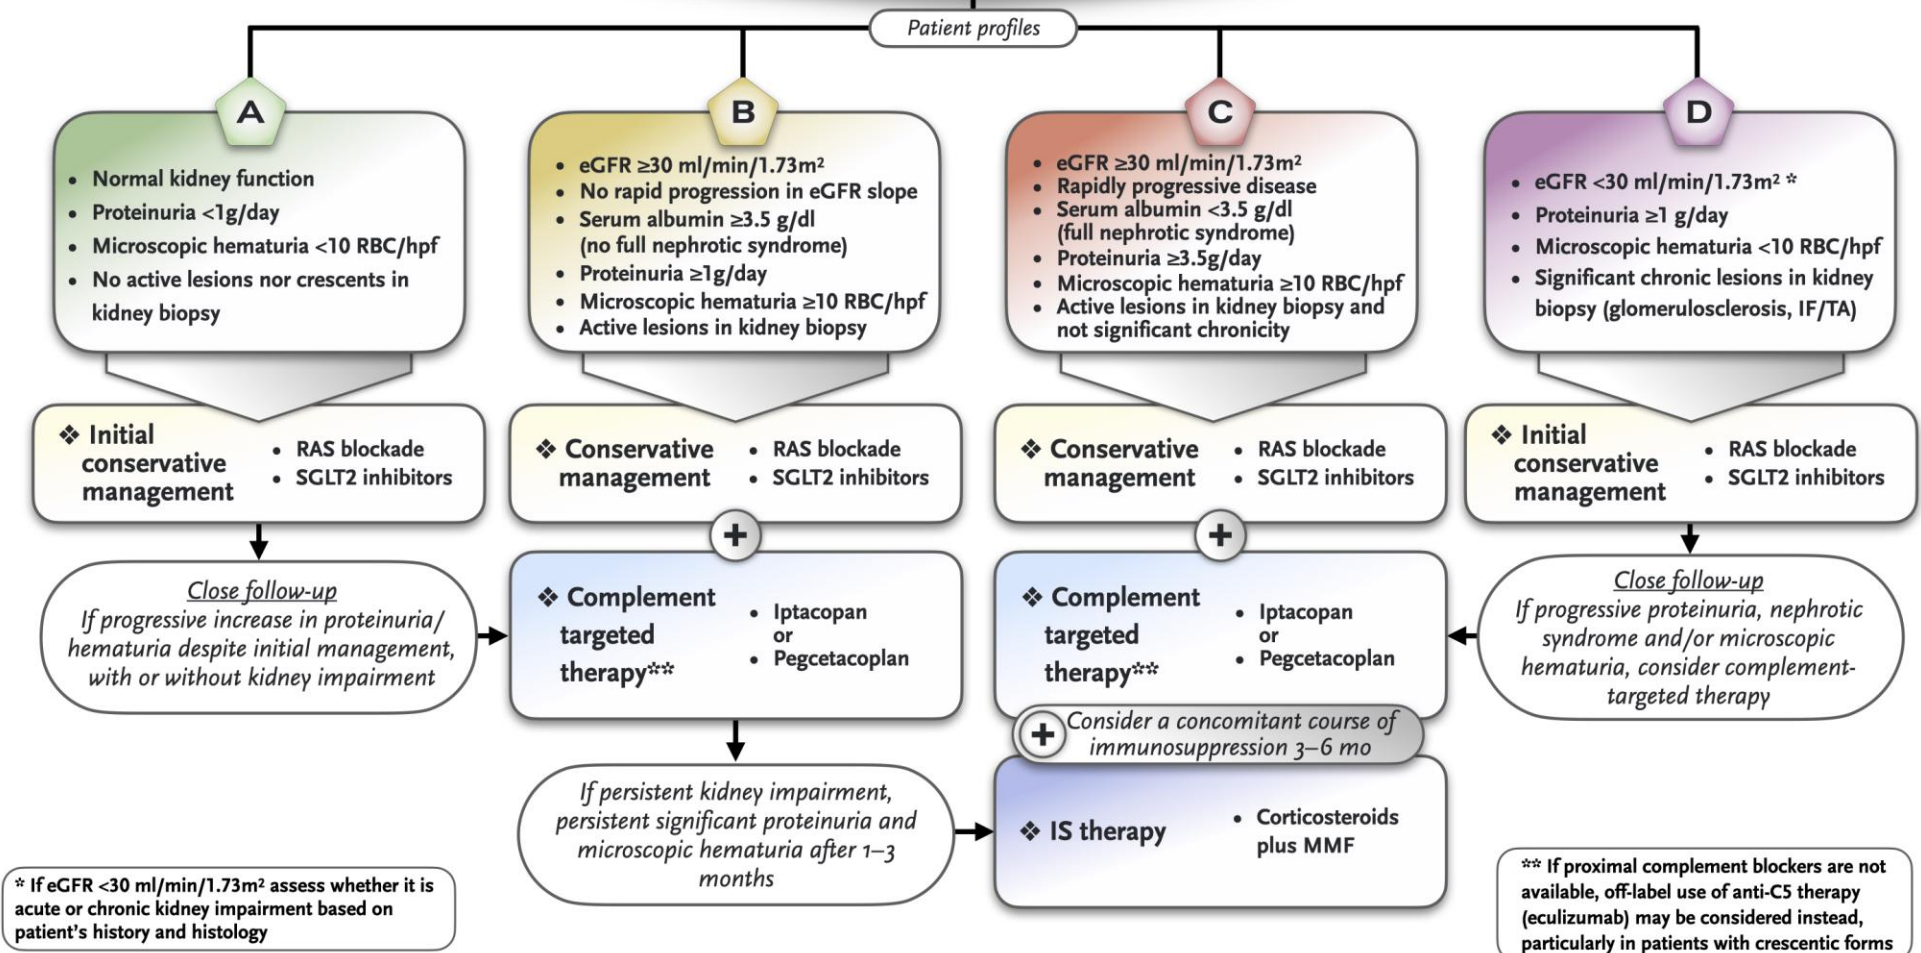 Patient profiles
A
• Normal kidney function
• Proteinuria <1g/day
• Microscopic hematuria <10 RBC/hpf
• No active lesions nor crescents in
kidney biopsy
❖ Initial
conservative
management
• RAS blockade
• SGLT2 inhibitors
Close follow-up
If progressive increase in proteinuria/
hematuria despite initial management,
with or without kidney impairment
B
• eGFR ≥30 ml/min/1.73m²
• No rapid progression in eGFR slope
• Serum albumin ≥3.5 g/dl
(no full nephrotic syndrome)
• Proteinuria ≥1g/day
• Microscopic hematuria ≥10 RBC/hpf
• Active lesions in kidney biopsy
❖ Conservative
management
• RAS blockade
• SGLT2 inhibitors
+
❖ Complement
targeted
therapy**
• Iptacopan
or
• Pegcetacoplan
If persistent kidney impairment,
persistent significant proteinuria and
microscopic hematuria after 1–3
months
C
• eGFR ≥30 ml/min/1.73m²
• Rapidly progressive disease
• Serum albumin <3.5 g/dl
(full nephrotic syndrome)
• Proteinuria ≥3.5g/day
• Microscopic hematuria ≥10 RBC/hpf
• Active lesions in kidney biopsy and
not significant chronicity
❖ Conservative
management
• RAS blockade
• SGLT2 inhibitors
+
❖ Complement
targeted
therapy**
• Iptacopan
or
• Pegcetacoplan
+ Consider a concomitant course of
immunosuppression 3–6 mo
❖ IS therapy
• Corticosteroids
plus MMF
D
• eGFR <30 ml/min/1.73m² *
• Proteinuria ≥1 g/day
• Microscopic hematuria <10 RBC/hpf
• Significant chronic lesions in kidney
biopsy (glomerulosclerosis, IF/TA)
❖ Initial
conservative
management
• RAS blockade
• SGLT2 inhibitors
Close follow-up
If progressive proteinuria, nephrotic
syndrome and/or microscopic
hematuria, consider complement-
targeted therapy
* If eGFR <30 ml/min/1.73m² assess whether it is
acute or chronic kidney impairment based on
patient's history and histology
** If proximal complement blockers are not
available, off-label use of anti-C5 therapy
(eculizumab) may be considered instead,
particularly in patients with crescentic forms